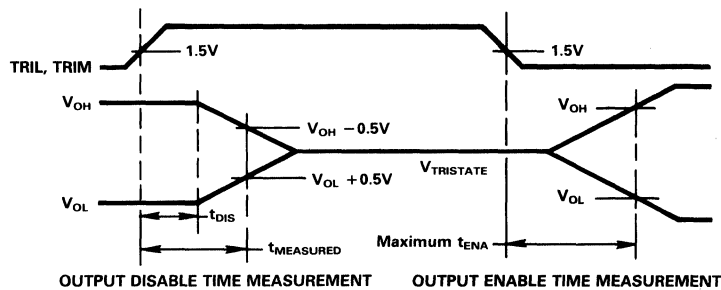 1.5V
1.5V
TRIL, TRIM
VOH
VOH
VOH −0.5V
VTRISTATE
VOL +0.5V
VOL
VOL
tDIS
tMEASURED
Maximum tENA
OUTPUT DISABLE TIME MEASUREMENT
OUTPUT ENABLE TIME MEASUREMENT